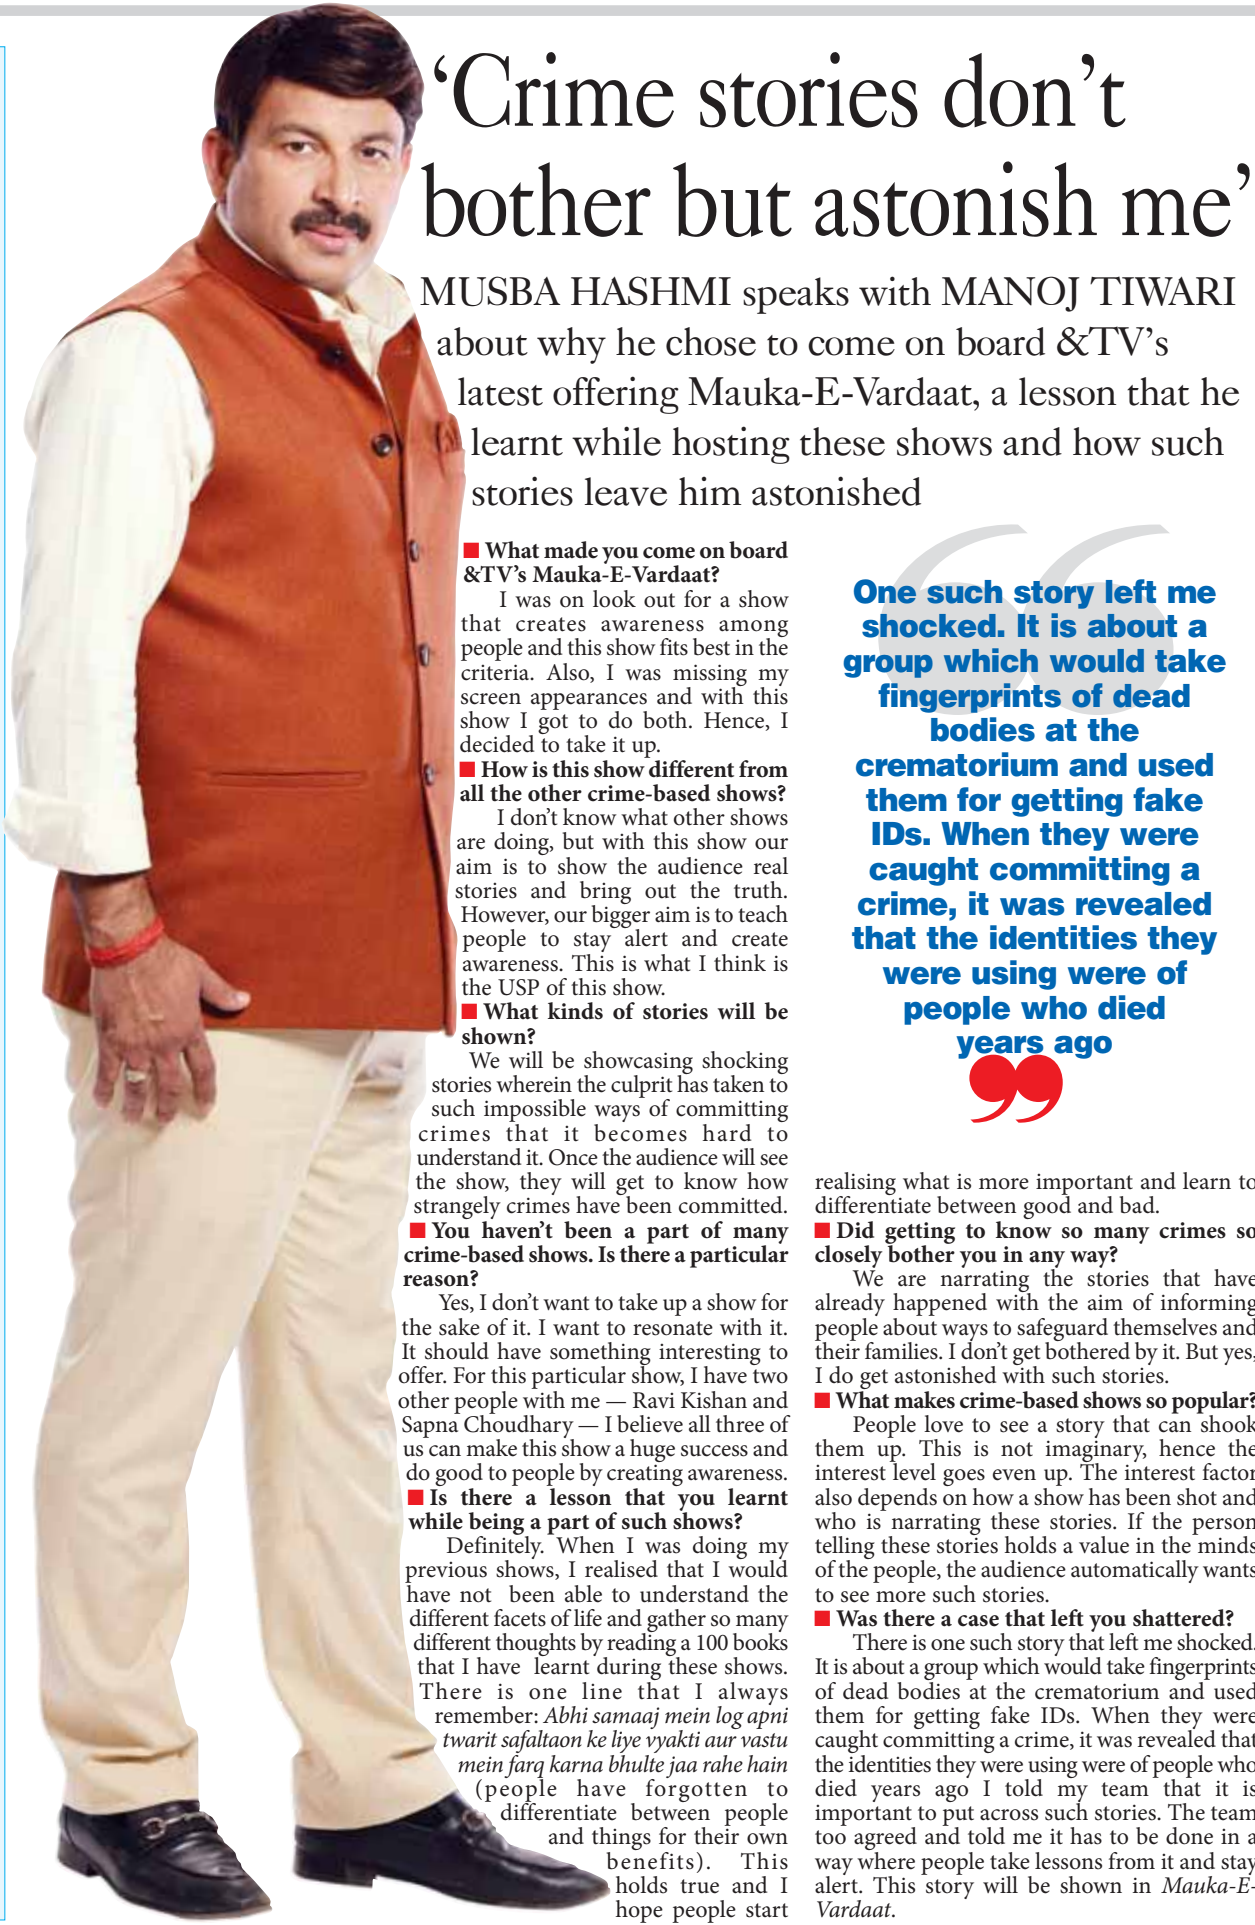 ‘Crime stories don’t
bother but astonish me’
MUSBA HASHMI speaks with MANOJ TIWARI
about why he chose to come on board &TV’s
latest offering Mauka-E-Vardaat, a lesson that he
learnt while hosting these shows and how such
stories leave him astonished
■ What made you come on board
&TV’s Mauka-E-Vardaat?
I was on look out for a show
that creates awareness among
people and this show fits best in the
criteria. Also, I was missing my
screen appearances and with this
show I got to do both. Hence, I
decided to take it up.
■ How is this show different from
all the other crime-based shows?
I don’t know what other shows
are doing, but with this show our
aim is to show the audience real
stories and bring out the truth.
However, our bigger aim is to teach
people to stay alert and create
awareness. This is what I think is
the USP of this show.
■ What kinds of stories will be
shown?
We will be showcasing shocking
stories wherein the culprit has taken to
such impossible ways of committing
crimes that it becomes hard to
understand it. Once the audience will see
the show, they will get to know how
strangely crimes have been committed.
■ You haven’t been a part of many
crime-based shows. Is there a particular
reason?
Yes, I don’t want to take up a show for
the sake of it. I want to resonate with it.
It should have something interesting to
offer. For this particular show, I have two
other people with me — Ravi Kishan and
Sapna Choudhary — I believe all three of
us can make this show a huge success and
do good to people by creating awareness.
■ Is there a lesson that you learnt
while being a part of such shows?
Definitely. When I was doing my
previous shows, I realised that I would
have not been able to understand the
different facets of life and gather so many
different thoughts by reading a 100 books
that I have learnt during these shows.
There is one line that I always
remember: Abhi samaaj mein log apni
twarit safaltaon ke liye vyakti aur vastu
mein farq karna bhulte jaa rahe hain
(people have forgotten to
differentiate between people
and things for their own
benefits). This
holds true and I
hope people start
One such story left me
shocked. It is about a
group which would take
fingerprints of dead
bodies at the
crematorium and used
them for getting fake
IDs. When they were
caught committing a
crime, it was revealed
that the identities they
were using were of
people who died
years ago
”
realising what is more important and learn to
differentiate between good and bad.
■ Did getting to know so many crimes so
closely bother you in any way?
We are narrating the stories that have
already happened with the aim of informing
people about ways to safeguard themselves and
their families. I don’t get bothered by it. But yes,
I do get astonished with such stories.
■ What makes crime-based shows so popular?
People love to see a story that can shook
them up. This is not imaginary, hence the
interest level goes even up. The interest factor
also depends on how a show has been shot and
who is narrating these stories. If the person
telling these stories holds a value in the minds
of the people, the audience automatically wants
to see more such stories.
■ Was there a case that left you shattered?
There is one such story that left me shocked.
It is about a group which would take fingerprints
of dead bodies at the crematorium and used
them for getting fake IDs. When they were
caught committing a crime, it was revealed that
the identities they were using were of people who
died years ago I told my team that it is
important to put across such stories. The team
too agreed and told me it has to be done in a
way where people take lessons from it and stay
alert. This story will be shown in Mauka-E-
Vardaat.